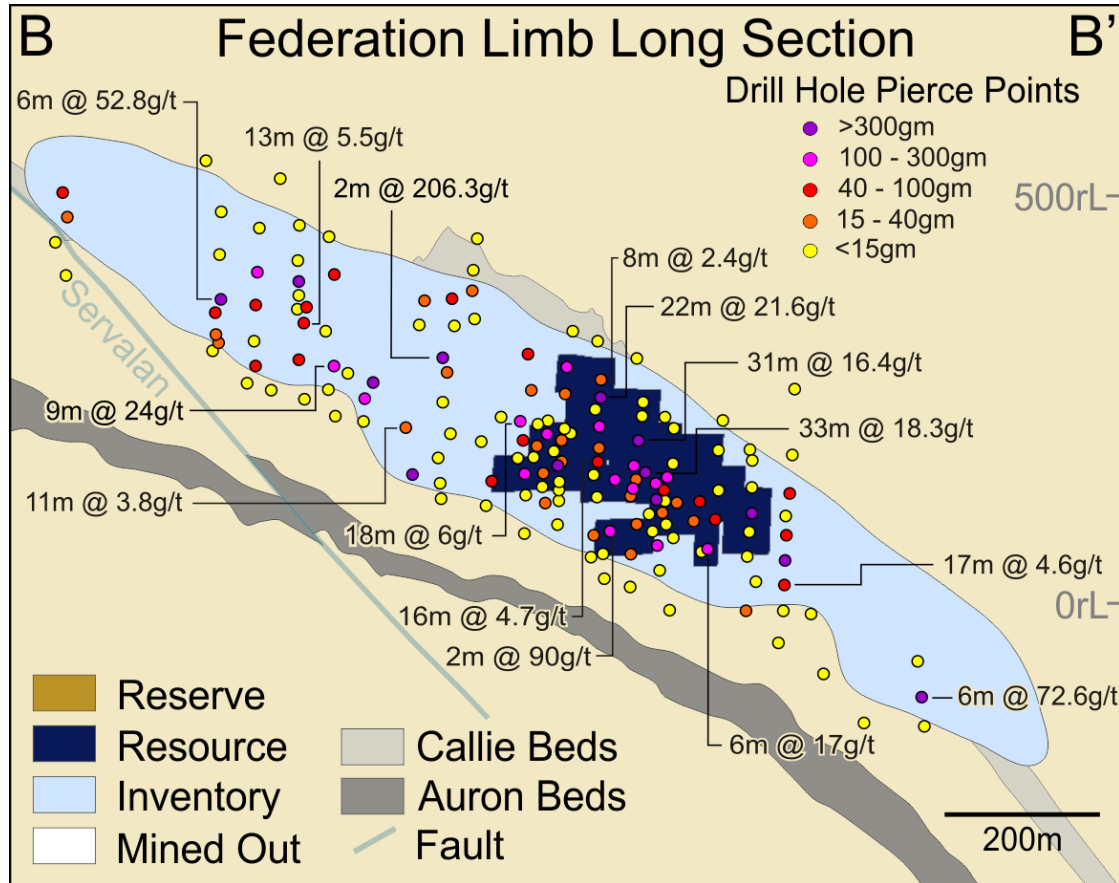 B
Federation Limb Long Section
B'
Drill Hole Pierce Points
>300gm
100 - 300gm
40 - 100gm
15 - 40gm
<15gm
500rL
6m @ 52.8g/t
13m @ 5.5g/t
2m @ 206.3g/t
8m @ 2.4g/t
22m @ 21.6g/t
31m @ 16.4g/t
33m @ 18.3g/t
Servalan
9m @ 24g/t
11m @ 3.8g/t
18m @ 6g/t
17m @ 4.6g/t
0rL
16m @ 4.7g/t
2m @ 90g/t
6m @ 72.6g/t
6m @ 17g/t
Reserve
Resource
Inventory
Mined Out
Callie Beds
Auron Beds
Fault
200m